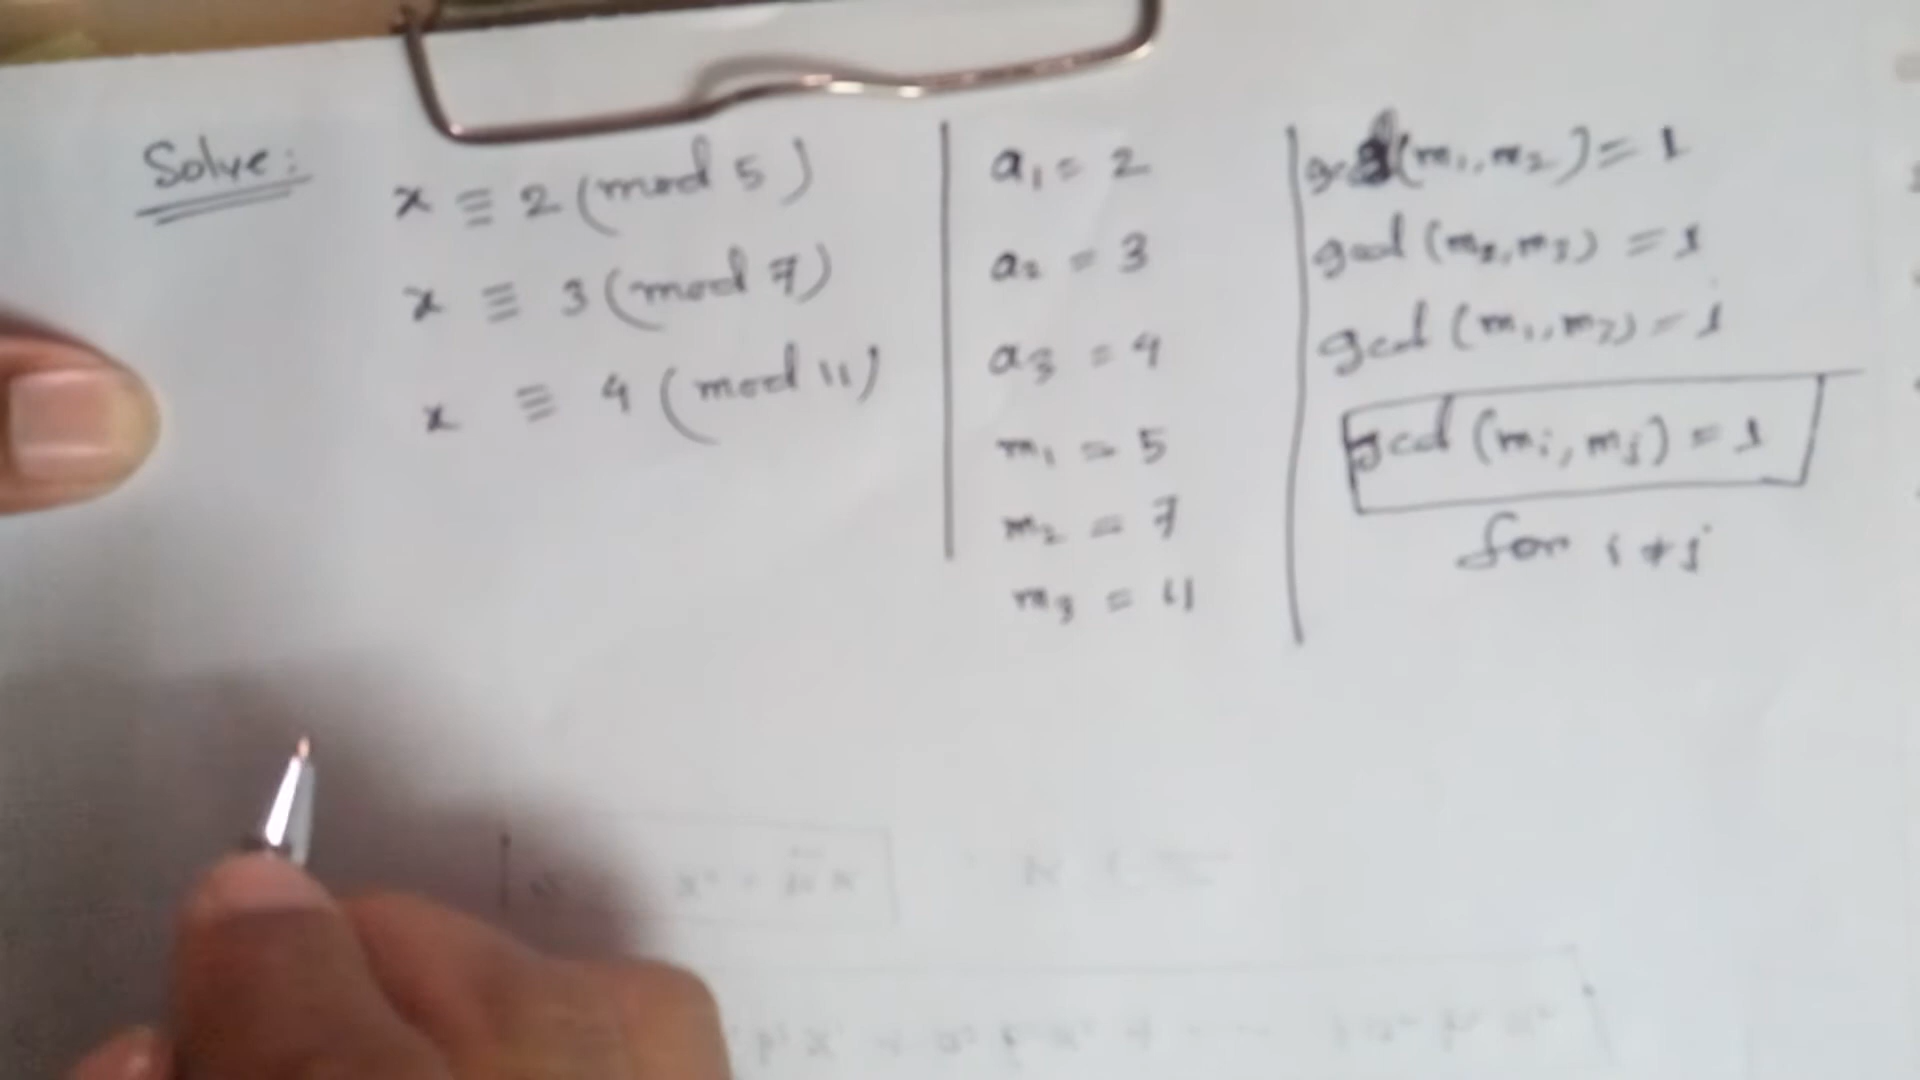 Solve:
x ≡ 2 (mod 5)
x ≡ 3 (mod 7)
x ≡ 4 (mod 11)
a₁ = 2
a₂ = 3
a₃ = 4
m₁ = 5
m₂ = 7
m₃ = 11
gcd (m₁, m₂) = 1
gcd (m₂, m₃) = 1
gcd (m₁, m₃) = 1
gcd (mᵢ, mⱼ) = 1
for i ≠ j